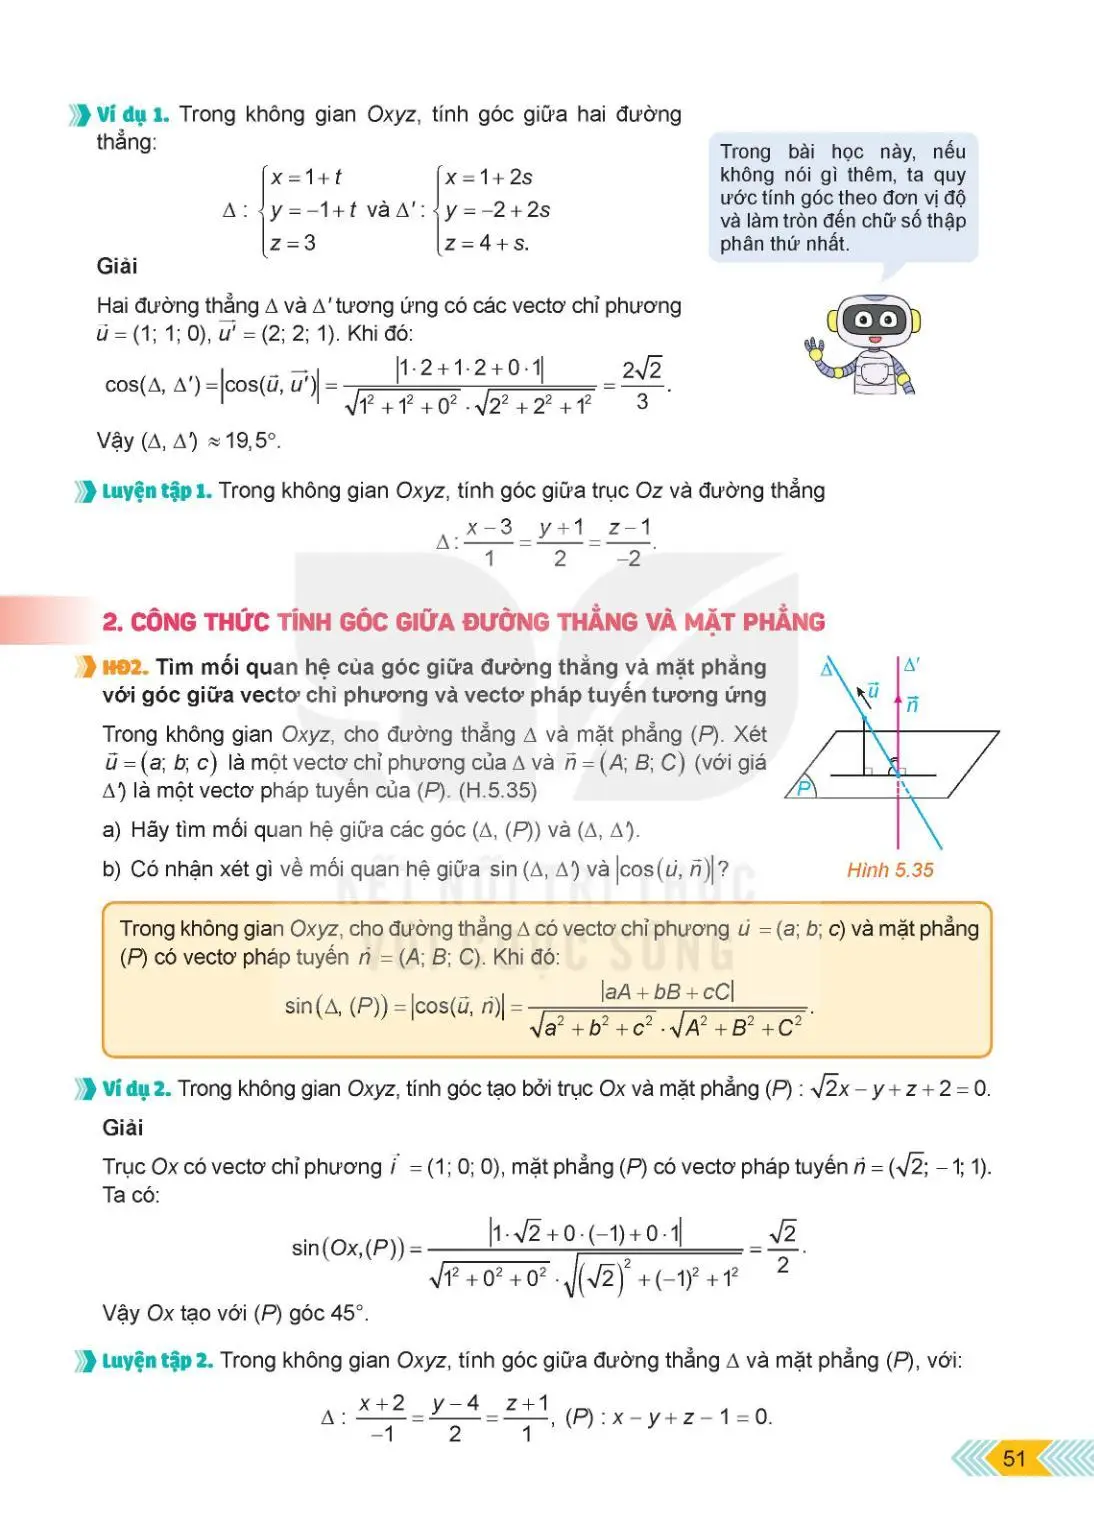 Ví dụ 1. Trong không gian Oxyz, tính góc giữa hai đường
thẳng:
Δ : { x = 1 + t; y = −1 + t; z = 3 và Δ′ : { x = 1 + 2s; y = −2 + 2s; z = 4 + s.
Trong bài học này, nếu
không nói gì thêm, ta quy
ước tính góc theo đơn vị độ
và làm tròn đến chữ số thập
phân thứ nhất.
Giải
Hai đường thẳng Δ và Δ′ tương ứng có các vectơ chỉ phương
u⃗ = (1; 1; 0), u′⃗ = (2; 2; 1). Khi đó:
cos(Δ, Δ′) = |cos(u⃗, u′⃗)| = |1·2 + 1·2 + 0·1| / (√(1² + 1² + 0²) · √(2² + 2² + 1²)) = 2√2/3.
Vậy (Δ, Δ′) ≈ 19,5°.
Luyện tập 1. Trong không gian Oxyz, tính góc giữa trục Oz và đường thẳng
Δ : (x − 3)/1 = (y + 1)/2 = (z − 1)/−2.
2. CÔNG THỨC TÍNH GÓC GIỮA ĐƯỜNG THẲNG VÀ MẶT PHẲNG
HĐ2. Tìm mối quan hệ của góc giữa đường thẳng và mặt phẳng
với góc giữa vectơ chỉ phương và vectơ pháp tuyến tương ứng
Trong không gian Oxyz, cho đường thẳng Δ và mặt phẳng (P). Xét
u⃗ = (a; b; c) là một vectơ chỉ phương của Δ và n⃗ = (A; B; C) (với giá
Δ′) là một vectơ pháp tuyến của (P). (H.5.35)
a) Hãy tìm mối quan hệ giữa các góc (Δ, (P)) và (Δ, Δ′).
b) Có nhận xét gì về mối quan hệ giữa sin (Δ, Δ′) và |cos(u⃗, n⃗)| ?
Δ Δ′
u⃗ n⃗
P
Hình 5.35
KẾT NỐI TRI THỨC
VỚI CUỘC SỐNG
Trong không gian Oxyz, cho đường thẳng Δ có vectơ chỉ phương u⃗ = (a; b; c) và mặt phẳng
(P) có vectơ pháp tuyến n⃗ = (A; B; C). Khi đó:
sin(Δ, (P)) = |cos(u⃗, n⃗)| = |aA + bB + cC| / (√(a² + b² + c²) · √(A² + B² + C²)).
Ví dụ 2. Trong không gian Oxyz, tính góc tạo bởi trục Ox và mặt phẳng (P) : √2x − y + z + 2 = 0.
Giải
Trục Ox có vectơ chỉ phương i⃗ = (1; 0; 0), mặt phẳng (P) có vectơ pháp tuyến n⃗ = (√2; −1; 1).
Ta có:
sin(Ox,(P)) = |1·√2 + 0·(−1) + 0·1| / (√(1² + 0² + 0²) · √((√2)² + (−1)² + 1²)) = √2/2.
Vậy Ox tạo với (P) góc 45°.
Luyện tập 2. Trong không gian Oxyz, tính góc giữa đường thẳng Δ và mặt phẳng (P), với:
Δ : (x + 2)/−1 = (y − 4)/2 = (z + 1)/1, (P) : x − y + z − 1 = 0.
51